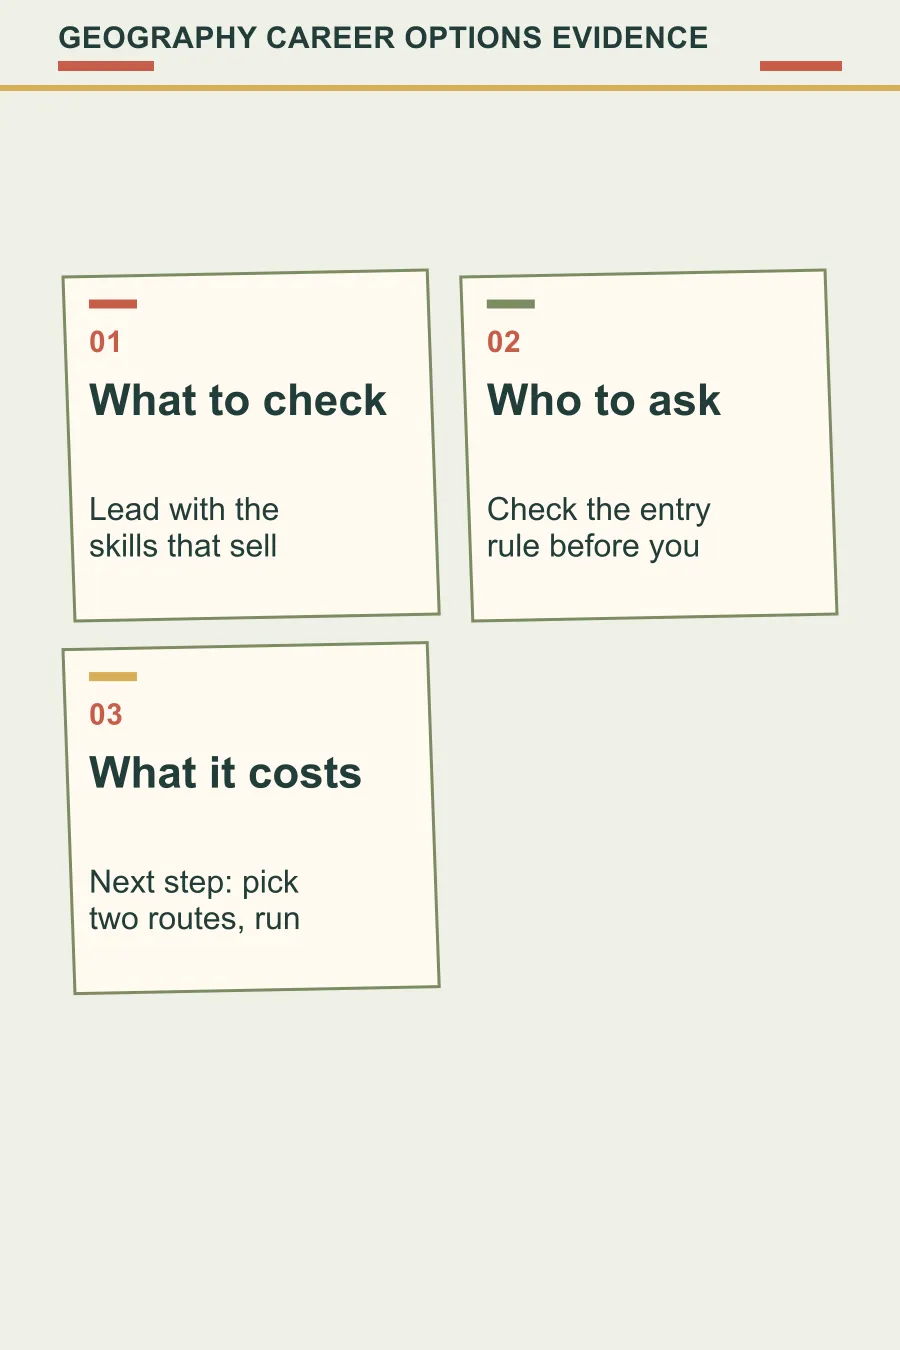 GEOGRAPHY CAREER OPTIONS EVIDENCE
01
What to check
Lead with the
skills that sell
02
Who to ask
Check the entry
rule before you
03
What it costs
Next step: pick
two routes, run